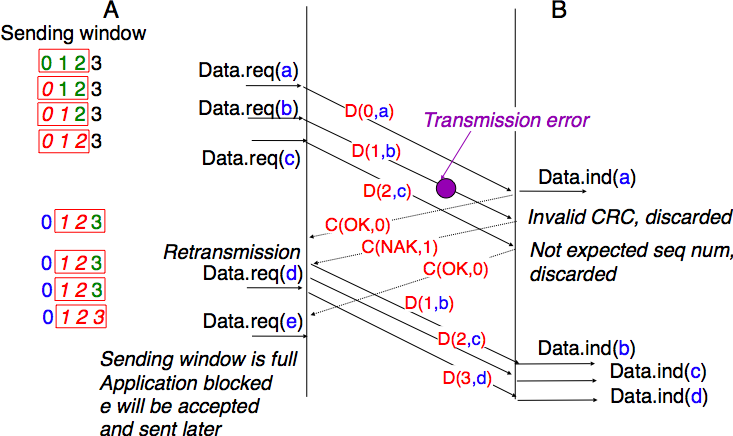 A
B
Sending window
0 1 2 3
0 1 2 3
0 1 2 3
0 1 2 3
Data.req(a)
Data.req(b)
Data.req(c)
D(0,a)
D(1,b)
D(2,c)
Transmission error
Data.ind(a)
Invalid CRC, discarded
Not expected seq num,
discarded
C(OK,0)
C(NAK,1)
C(OK,0)
0 1 2 3
0 1 2 3
0 1 2 3
0 1 2 3
Retransmission
Data.req(d)
Data.req(e)
D(1,b)
D(2,c)
D(3,d)
Data.ind(b)
Data.ind(c)
Data.ind(d)
Sending window is full
Application blocked
e will be accepted
and sent later